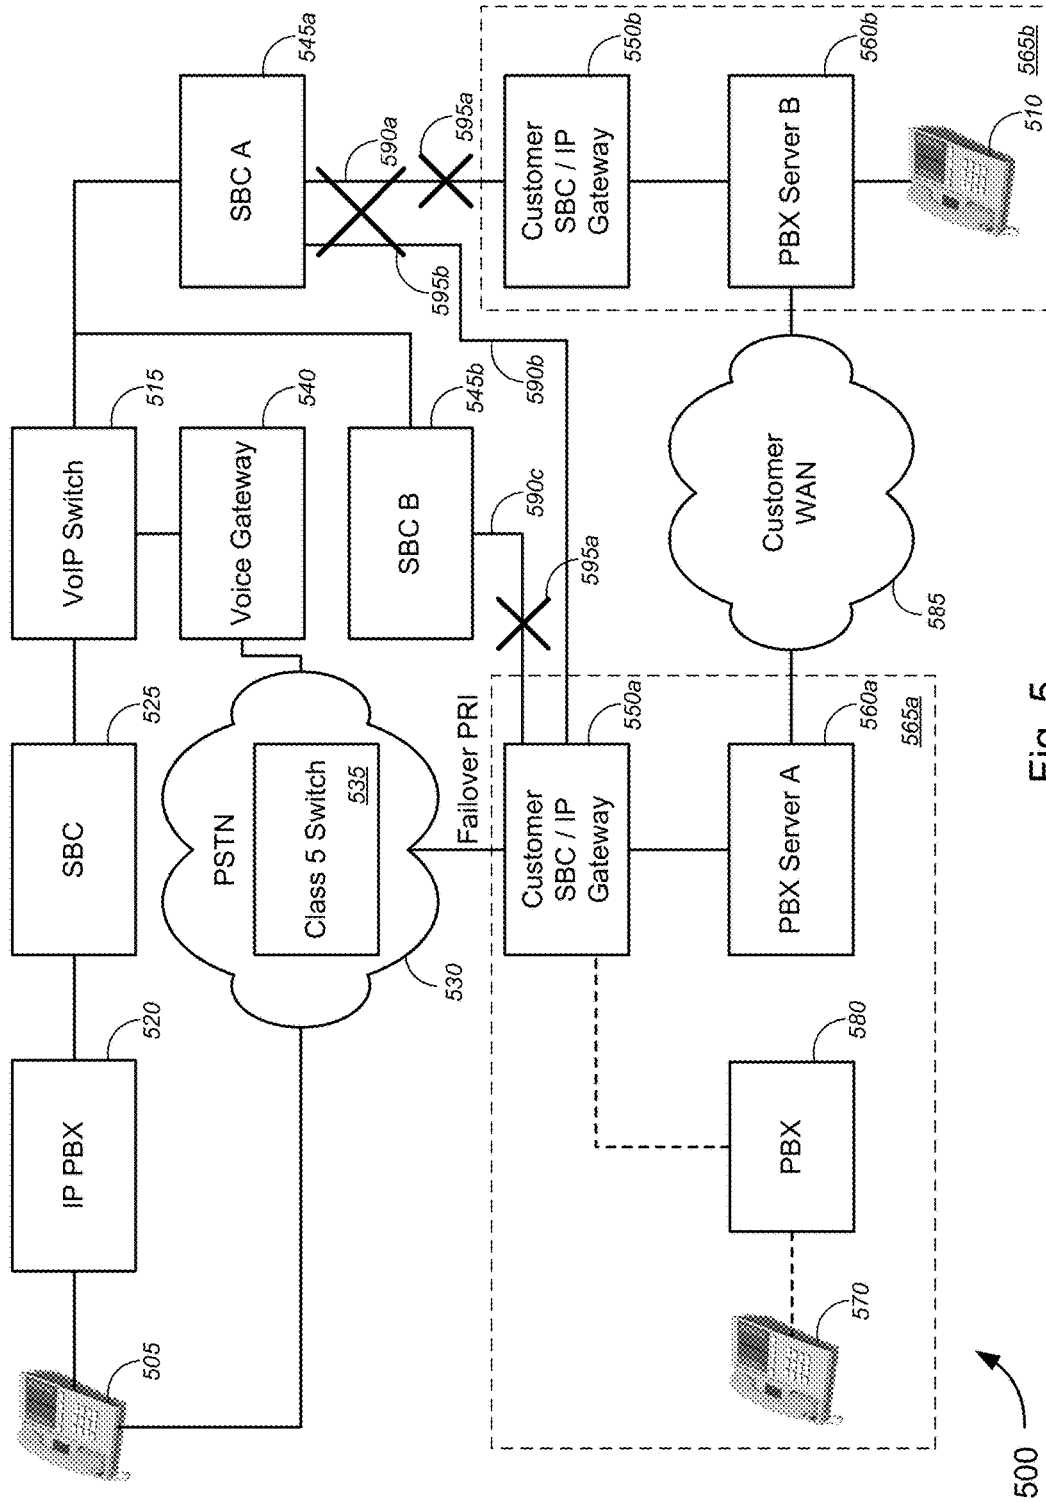 505
IP PBX
520
SBC
525
VoIP Switch
515
SBC A
545a
PSTN
Class 5 Switch
535
530
Voice Gateway
540
SBC B
545b
590a
595a
595b
590b
590c
595a
Failover PRI
Customer
SBC / IP
Gateway
550a
Customer
SBC / IP
Gateway
550b
570
PBX
580
PBX Server A
560a
565a
Customer
WAN
585
PBX Server B
560b
565b
510
500
Fig. 5